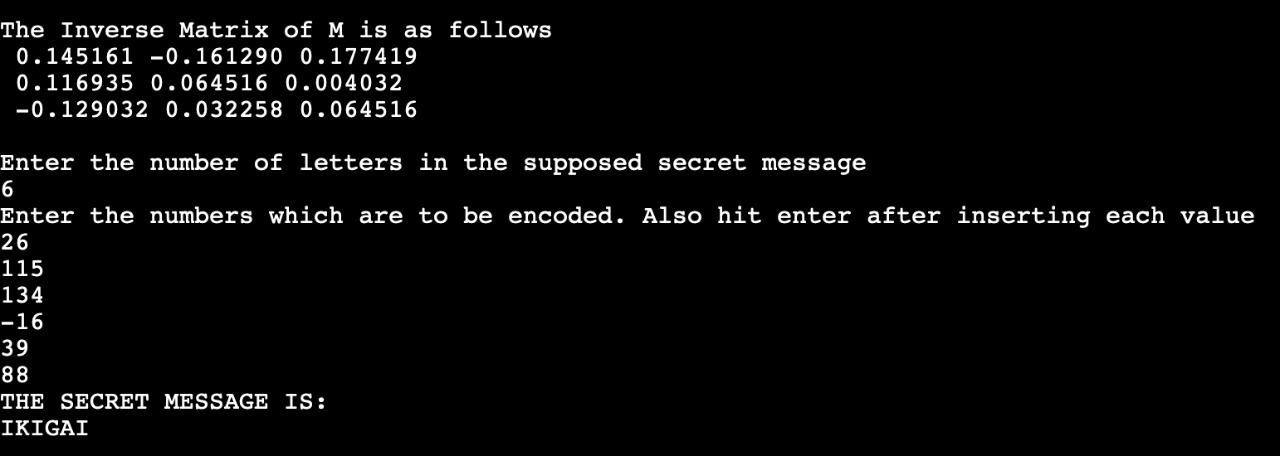 The Inverse Matrix of M is as follows
0.145161 -0.161290 0.177419
0.116935 0.064516 0.004032
-0.129032 0.032258 0.064516
Enter the number of letters in the supposed secret message
6
Enter the numbers which are to be encoded. Also hit enter after inserting each value
26
115
134
-16
39
88
THE SECRET MESSAGE IS:
IKIGAI